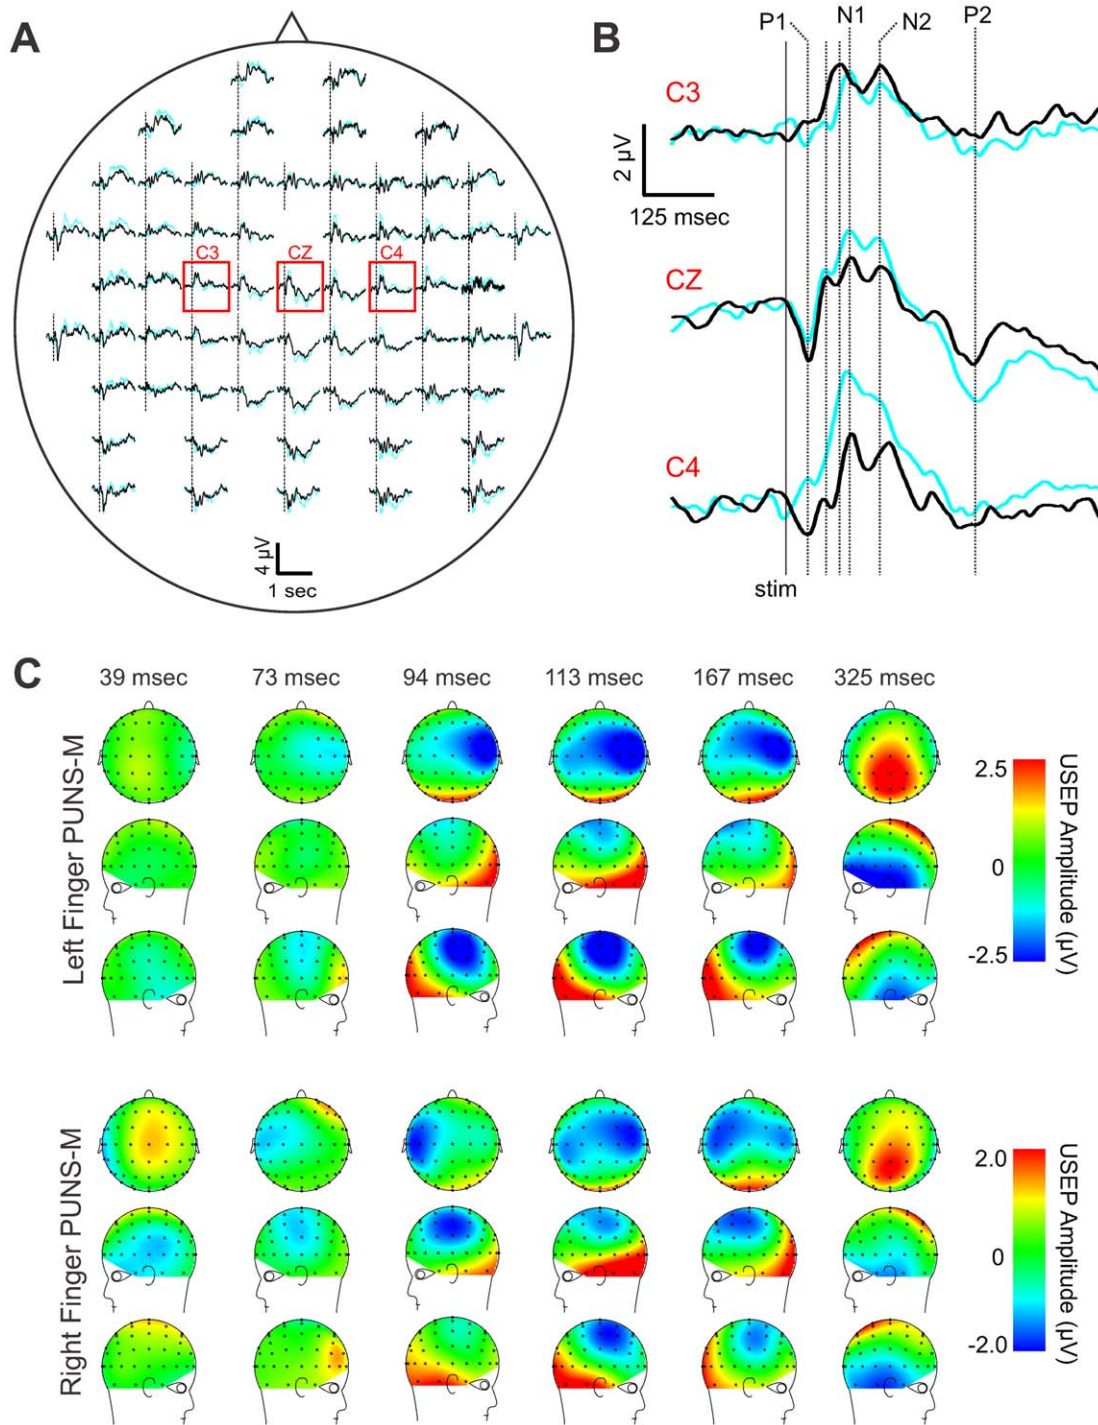 A
C3
CZ
C4
4 µV
1 sec
B
P1
N1
N2
P2
C3
2 µV
125 msec
CZ
C4
stim
C
39 msec
73 msec
94 msec
113 msec
167 msec
325 msec
Left Finger PUNS-M
2.5
0
-2.5
USEP Amplitude (µV)
Right Finger PUNS-M
2.0
0
-2.0
USEP Amplitude (µV)